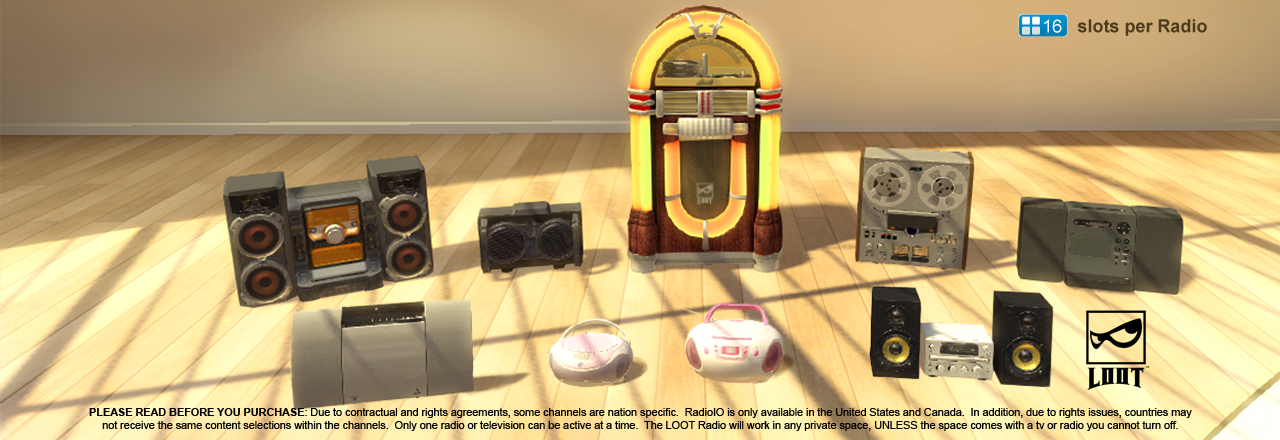 16 slots per Radio
LOOT
LOOT
PLEASE READ BEFORE YOU PURCHASE: Due to contractual and rights agreements, some channels are nation specific. RadioIO is only available in the United States and Canada. In addition, due to rights issues, countries may
not receive the same content selections within the channels. Only one radio or television can be active at a time. The LOOT Radio will work in any private space, UNLESS the space comes with a tv or radio you cannot turn off.